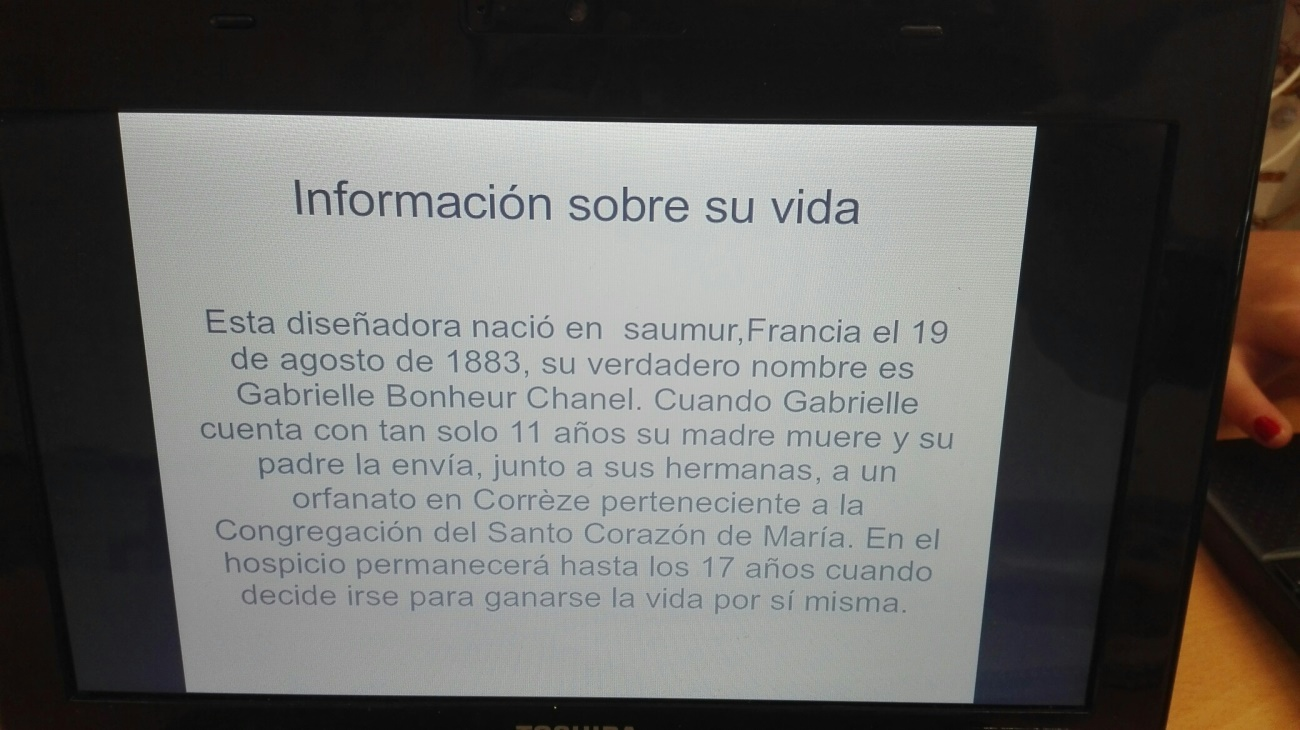 Información sobre su vida
Esta diseñadora nació en  saumur,Francia el 19
de agosto de 1883, su verdadero nombre es
Gabrielle Bonheur Chanel. Cuando Gabrielle
cuenta con tan solo 11 años su madre muere y su
padre la envía, junto a sus hermanas, a un
orfanato en Corrèze perteneciente a la
Congregación del Santo Corazón de María. En el
hospicio permanecerá hasta los 17 años cuando
decide irse para ganarse la vida por sí misma.
TOSHIBA